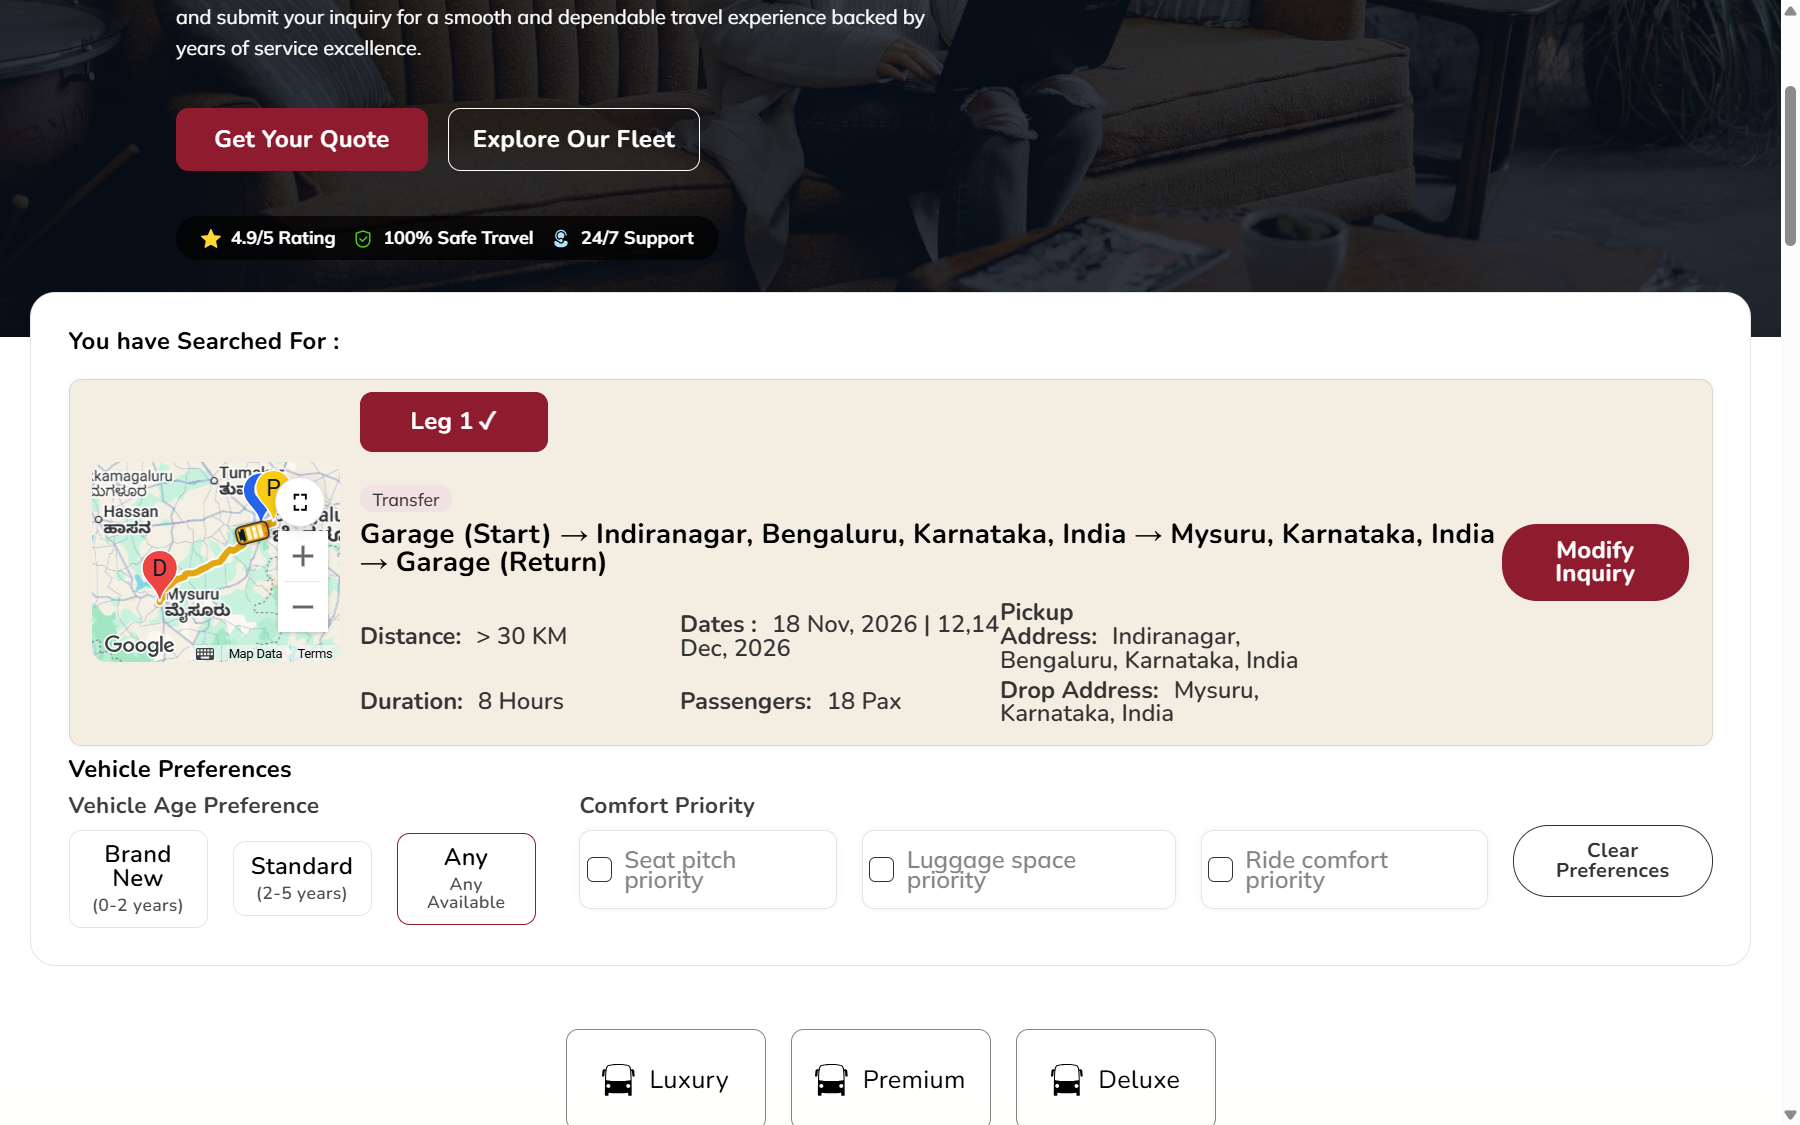 and submit your inquiry for a smooth and dependable travel experience backed by
years of service excellence.
Get Your Quote
Explore Our Fleet
4.9/5 Rating
100% Safe Travel
24/7 Support
You have Searched For :
Leg 1 ✓
Transfer
Garage (Start) → Indiranagar, Bengaluru, Karnataka, India → Mysuru, Karnataka, India
→ Garage (Return)
Modify
Inquiry
Distance: > 30 KM
Dates : 18 Nov, 2026 | 12,14
Dec, 2026
Pickup
Address: Indiranagar,
Bengaluru, Karnataka, India
Duration: 8 Hours
Passengers: 18 Pax
Drop Address: Mysuru,
Karnataka, India
Hassan
ಹಾಸನ
P
D
Mysuru
ಮೈಸೂರು
Google
Map Data
Terms
Vehicle Preferences
Vehicle Age Preference
Brand
New
(0-2 years)
Standard
(2-5 years)
Any
Any
Available
Comfort Priority
Seat pitch
priority
Luggage space
priority
Ride comfort
priority
Clear
Preferences
Luxury
Premium
Deluxe